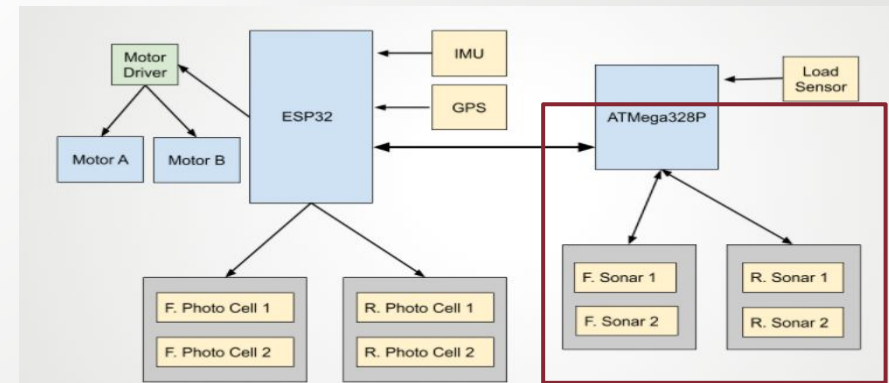 Motor
Driver
Motor A
Motor B
ESP32
IMU
GPS
ATMega328P
Load
Sensor
F. Photo Cell 1
F. Photo Cell 2
R. Photo Cell 1
R. Photo Cell 2
F. Sonar 1
F. Sonar 2
R. Sonar 1
R. Sonar 2